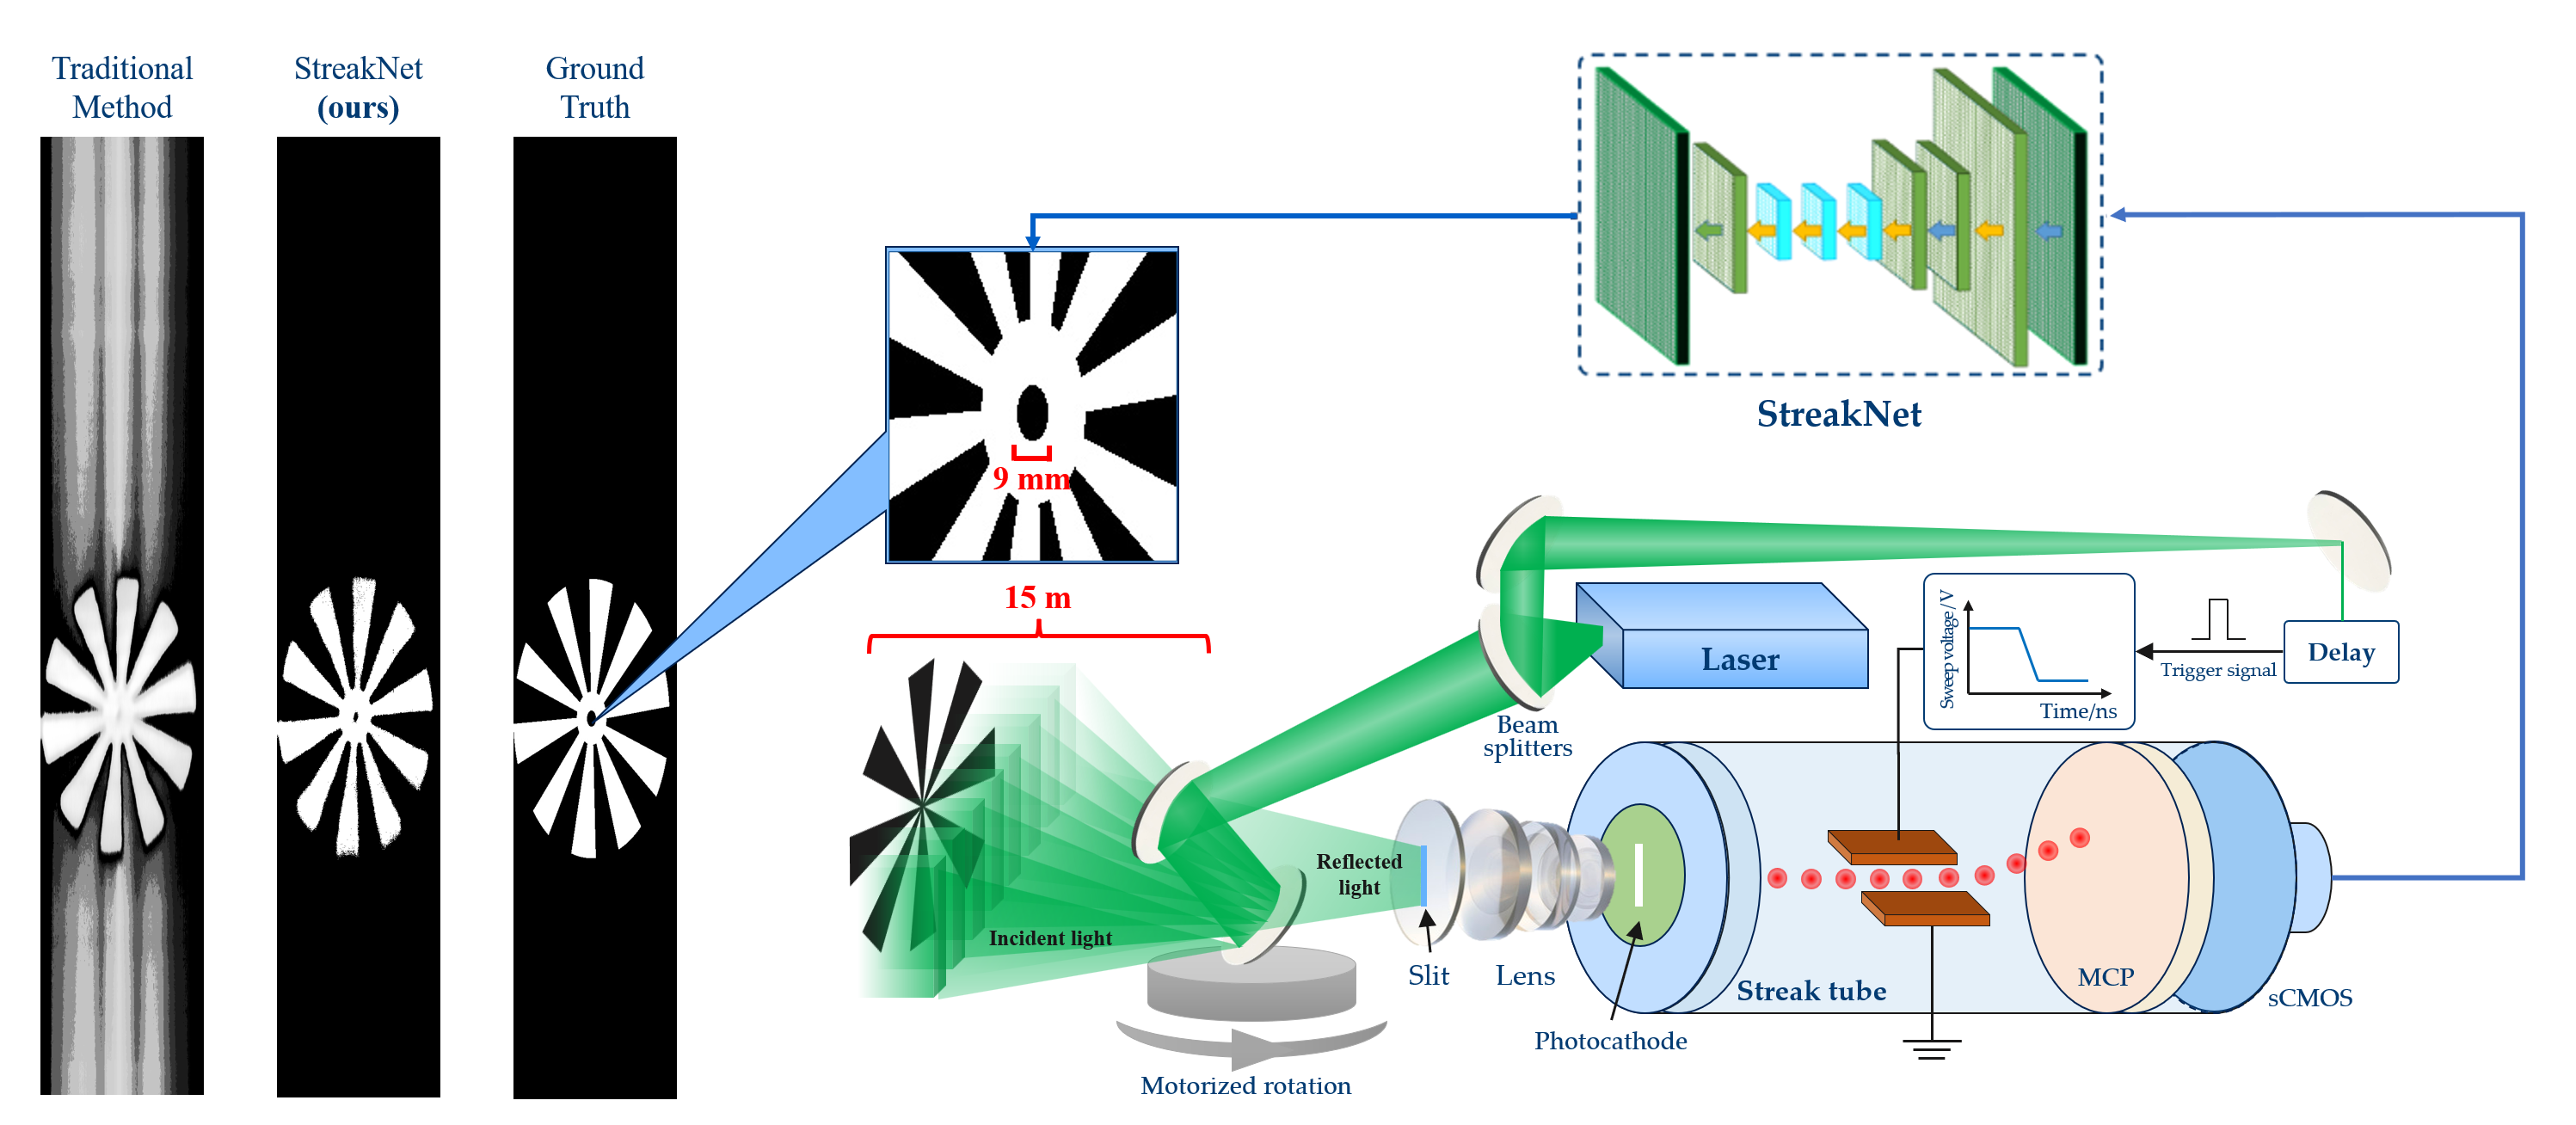 Traditional
Method
StreakNet
(ours)
Ground
Truth
9 mm
15 m
StreakNet
Laser
Beam
splitters
Sweep voltage/V
Time/ns
Trigger signal
Delay
Reflected
light
Incident light
Slit
Lens
Photocathode
Streak tube
MCP
sCMOS
Motorized rotation